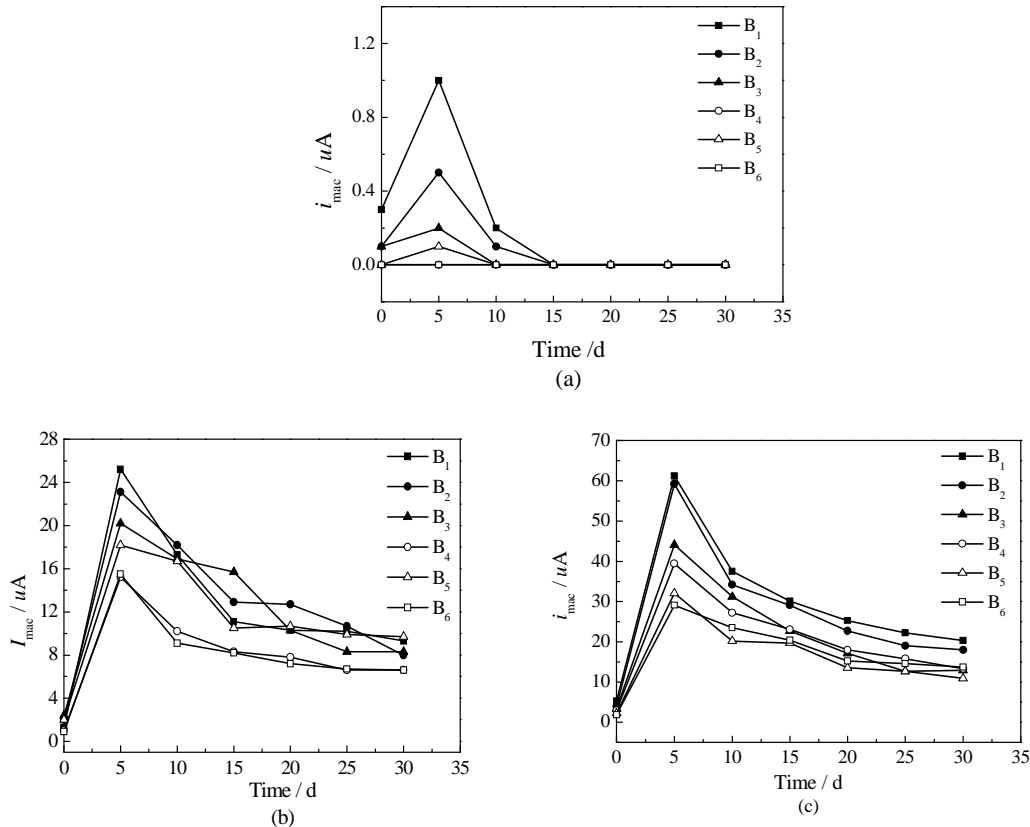 1.2
0.8
0.4
0.0
i_mac / uA
0 5 10 15 20 25 30 35
Time /d
B₁
B₂
B₃
B₄
B₅
B₆
(a)
28
24
20
16
12
8
4
0
I_mac / uA
0 5 10 15 20 25 30 35
Time / d
B₁
B₂
B₃
B₄
B₅
B₆
(b)
70
60
50
40
30
20
10
0
i_mac / uA
0 5 10 15 20 25 30 35
Time / d
B₁
B₂
B₃
B₄
B₅
B₆
(c)